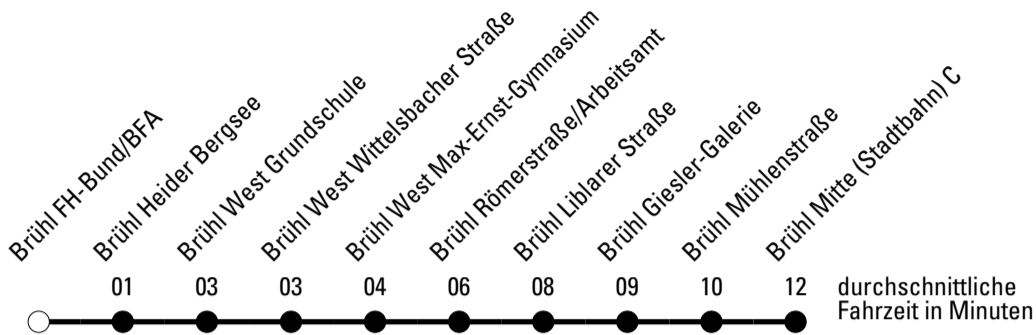 Brühl FH-Bund/BFA
Brühl Heider Bergsee
Brühl West Grundschule
Brühl West Wittelsbacher Straße
Brühl West Max-Ernst-Gymnasium
Brühl Römerstraße/Arbeitsamt
Brühl Liblarer Straße
Brühl Giesler-Galerie
Brühl Mühlenstraße
Brühl Mitte (Stadtbahn) C
01 03 03 04 06 08 09 10 12
durchschnittliche
Fahrzeit in Minuten